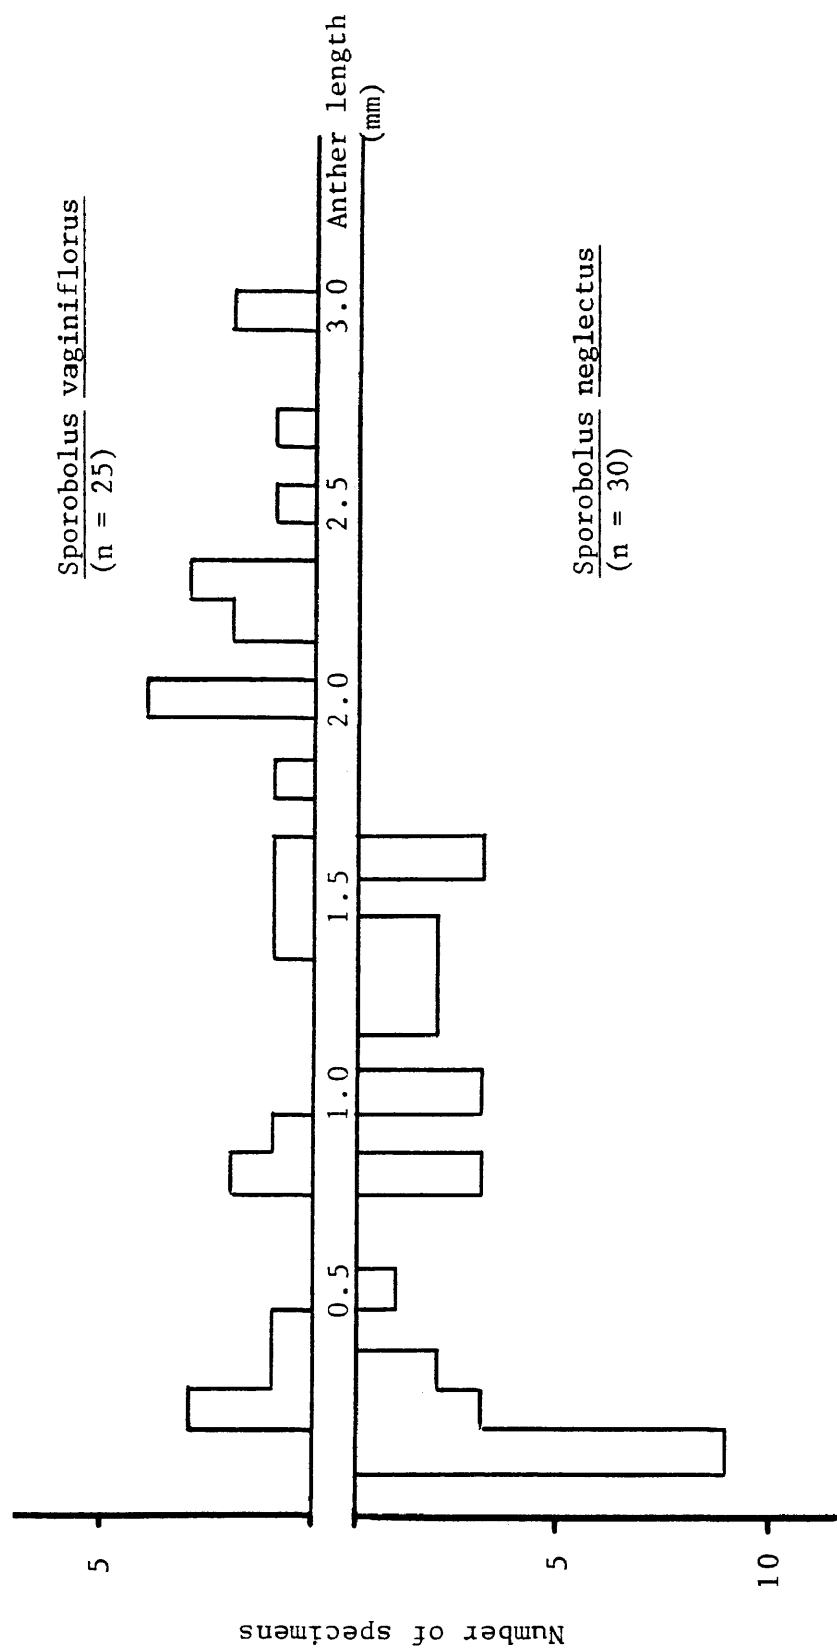 Sporobolus vaginiflorus
(n = 25)
5
Number of specimens
0.5 1.0 1.5 2.0 2.5 3.0 Anther length
(mm)
5
10
Sporobolus neglectus
(n = 30)